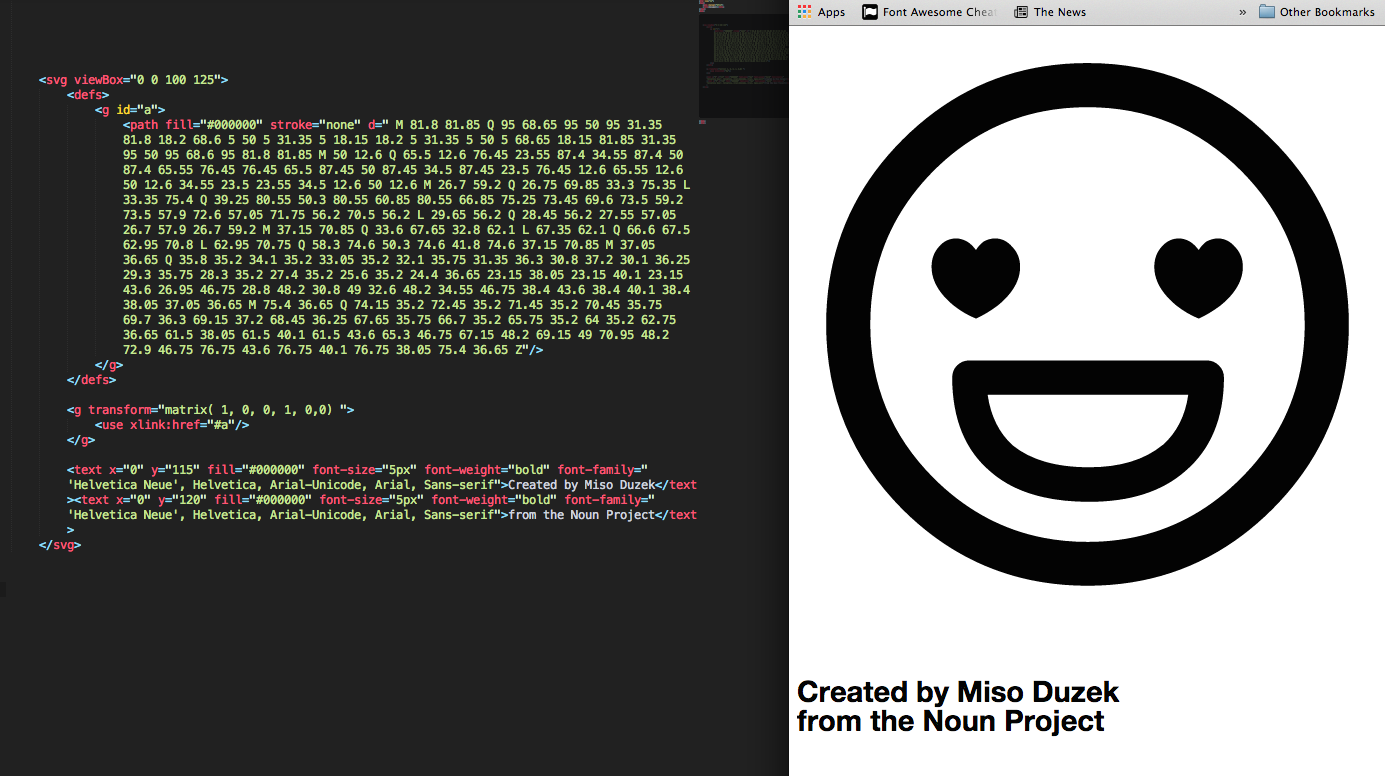 <svg viewBox="0 0 100 125">
<defs>
<g id="a">
<path fill="#000000" stroke="none" d=" M 81.8 81.85 Q 95 68.65 95 50 95 31.35
81.8 18.2 68.6 5 50 5 31.35 5 18.15 18.2 5 31.35 5 50 5 68.65 18.15 81.85 31.35
95 50 95 68.6 95 81.8 81.85 M 50 12.6 Q 65.5 12.6 76.45 23.55 87.4 34.55 87.4 50
87.4 65.55 76.45 76.45 65.5 87.45 50 87.45 34.5 87.45 23.5 76.45 12.6 65.55 12.6
50 12.6 34.55 23.5 23.55 34.5 12.6 50 12.6 M 26.7 59.2 Q 26.75 69.85 33.3 75.35 L
33.35 75.4 Q 39.25 80.55 50.3 80.55 60.85 80.55 66.85 75.25 73.45 69.6 73.5 59.2
73.5 57.9 72.6 57.05 71.75 56.2 70.5 56.2 L 29.65 56.2 Q 28.45 56.2 27.55 57.05
26.7 57.9 26.7 59.2 M 37.15 70.85 Q 33.6 67.65 32.8 62.1 L 67.35 62.1 Q 66.6 67.5
62.95 70.8 L 62.95 70.75 Q 58.3 74.6 50.3 74.6 41.8 74.6 37.15 70.85 M 37.05
36.65 Q 35.8 35.2 34.1 35.2 33.05 35.2 32.1 35.75 31.35 36.3 30.8 37.2 30.1 36.25
29.3 35.75 28.3 35.2 27.4 35.2 25.6 35.2 24.4 36.65 23.15 38.05 23.15 40.1 23.15
43.6 26.95 46.75 28.8 48.2 30.8 49 32.6 48.2 34.55 46.75 38.4 43.6 38.4 40.1 38.4
38.05 37.05 36.65 M 75.4 36.65 Q 74.15 35.2 72.45 35.2 71.45 35.2 70.45 35.75
69.7 36.3 69.15 37.2 68.45 36.25 67.65 35.75 66.7 35.2 65.75 35.2 64 35.2 62.75
36.65 61.5 38.05 61.5 40.1 61.5 43.6 65.3 46.75 67.15 48.2 69.15 49 70.95 48.2
72.9 46.75 76.75 43.6 76.75 40.1 76.75 38.05 75.4 36.65 Z"/>
</g>
</defs>
<g transform="matrix( 1, 0, 0, 1, 0,0) ">
<use xlink:href="#a"/>
</g>
<text x="0" y="115" fill="#000000" font-size="5px" font-weight="bold" font-family="
'Helvetica Neue', Helvetica, Arial-Unicode, Arial, Sans-serif">Created by Miso Duzek</text
><text x="0" y="120" fill="#000000" font-size="5px" font-weight="bold" font-family="
'Helvetica Neue', Helvetica, Arial-Unicode, Arial, Sans-serif">from the Noun Project</text
>
</svg>
Apps Font Awesome Cheat The News » Other Bookmarks
Created by Miso Duzek
from the Noun Project